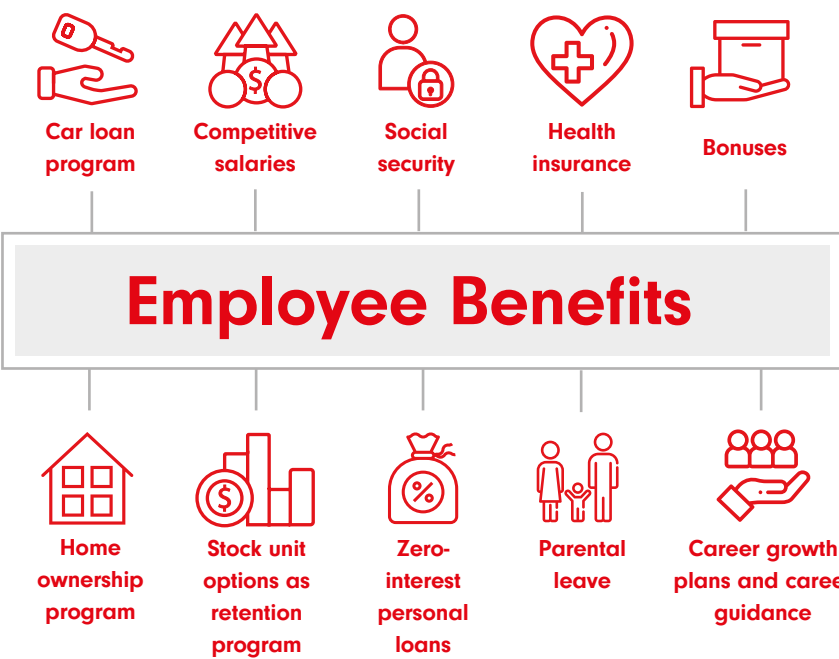 Car loan
program
Competitive
salaries
Social
security
Health
insurance
Bonuses
Employee Benefits
Home
ownership
program
Stock unit
options as
retention
program
Zero-
interest
personal
loans
Parental
leave
Career growth
plans and caree
guidance